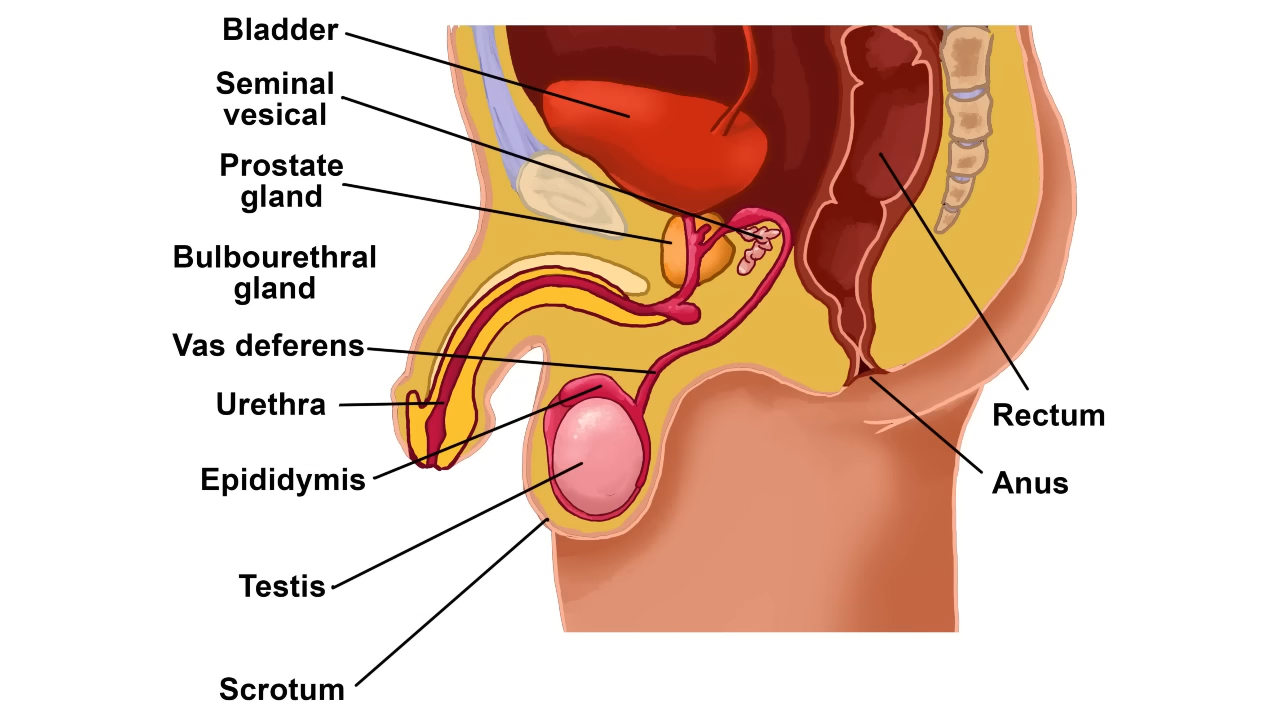 Bladder
Seminal
vesical
Prostate
gland
Bulbourethral
gland
Vas deferens
Urethra
Epididymis
Testis
Scrotum
Rectum
Anus